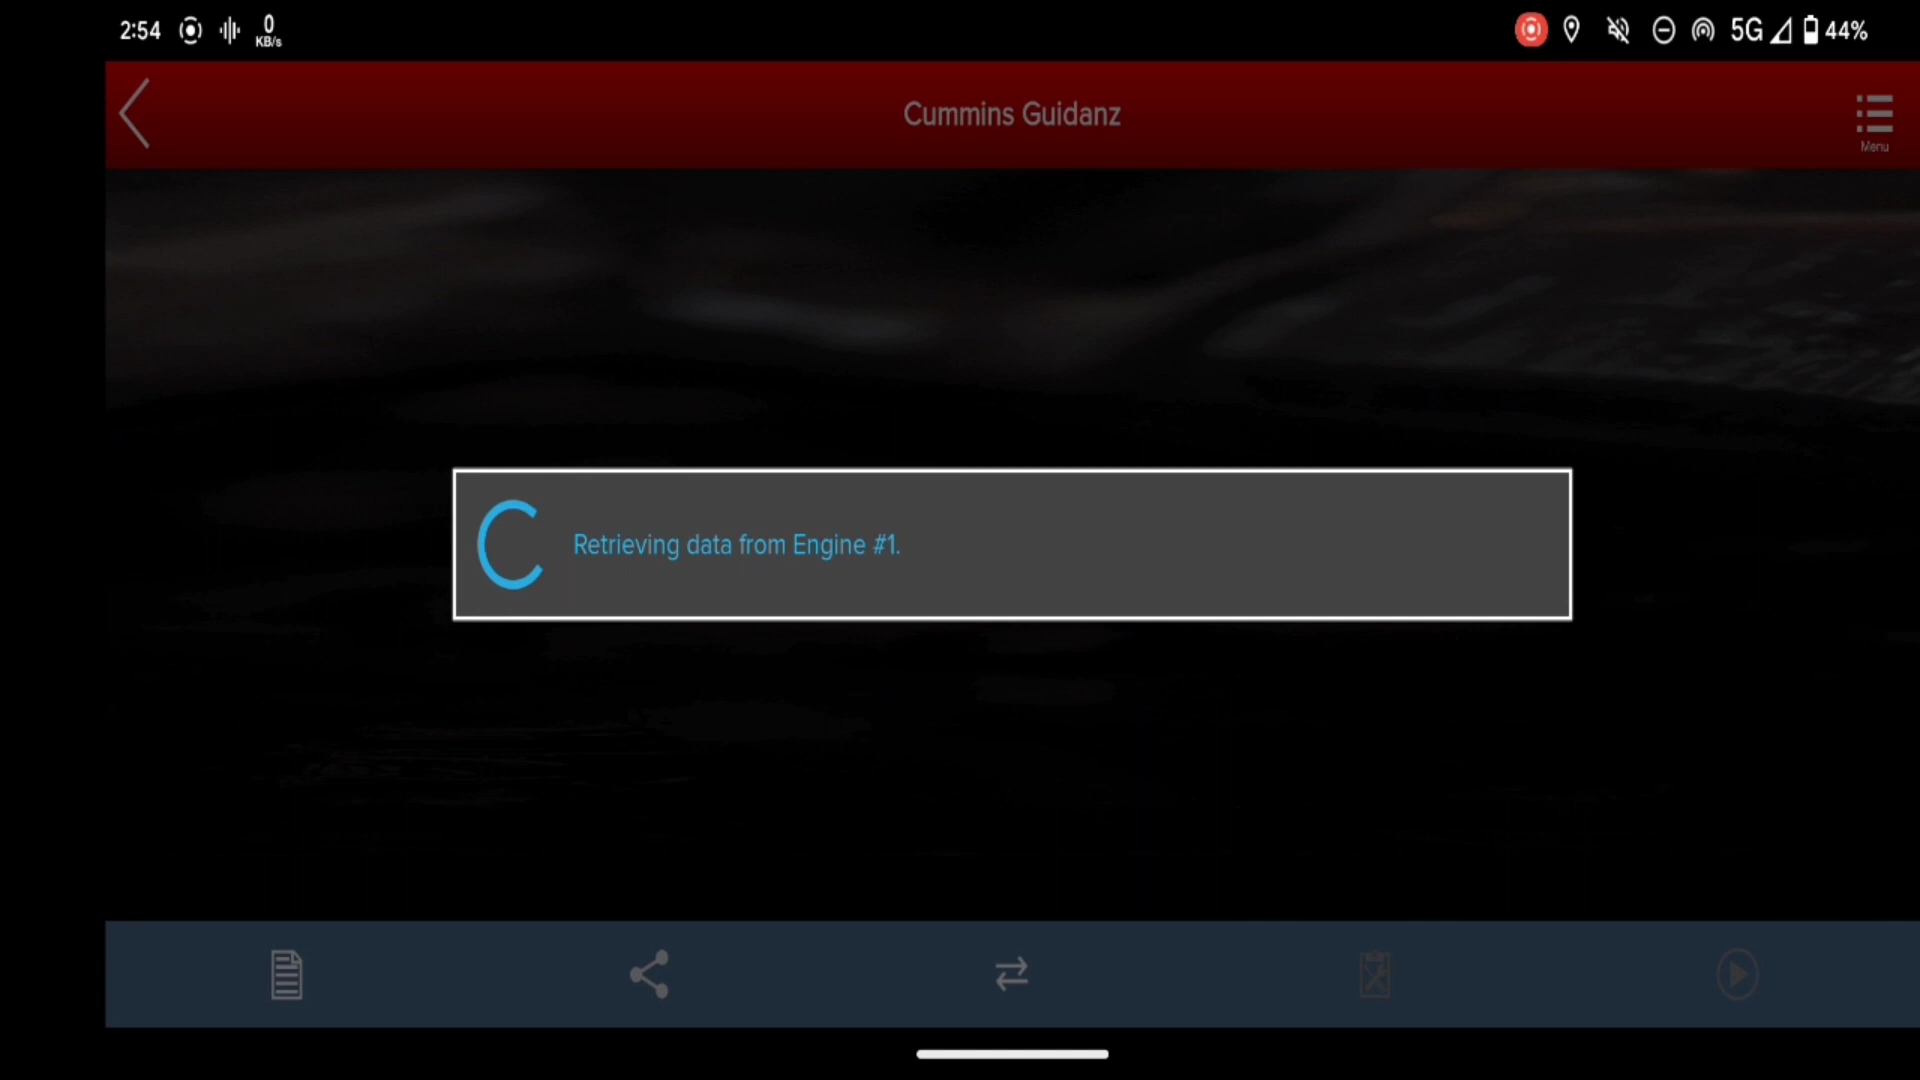 2:54
0
KB/s
5G
44%
Cummins Guidanz
Menu
Retrieving data from Engine #1.